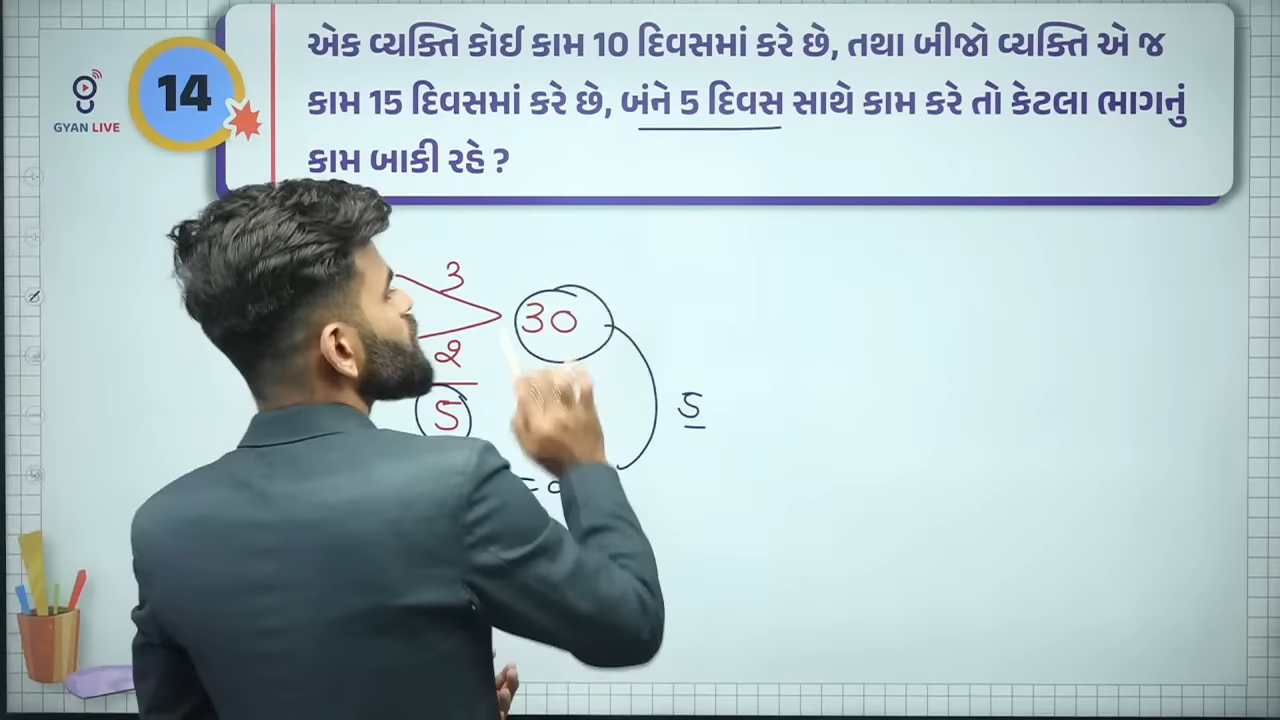 એક વ્યક્તિ કોઈ કામ 10 દિવસમાં કરે છે, તથા બીજો વ્યક્તિ એ જ
14
કામ 15 દિવસમાં કરે છે, બંને 5 દિવસ સાથે કામ કરે તો કેટલા ભાગનું
GYAN LIVE
કામ બાકી રહે ?
3
30
૨
5
5
=